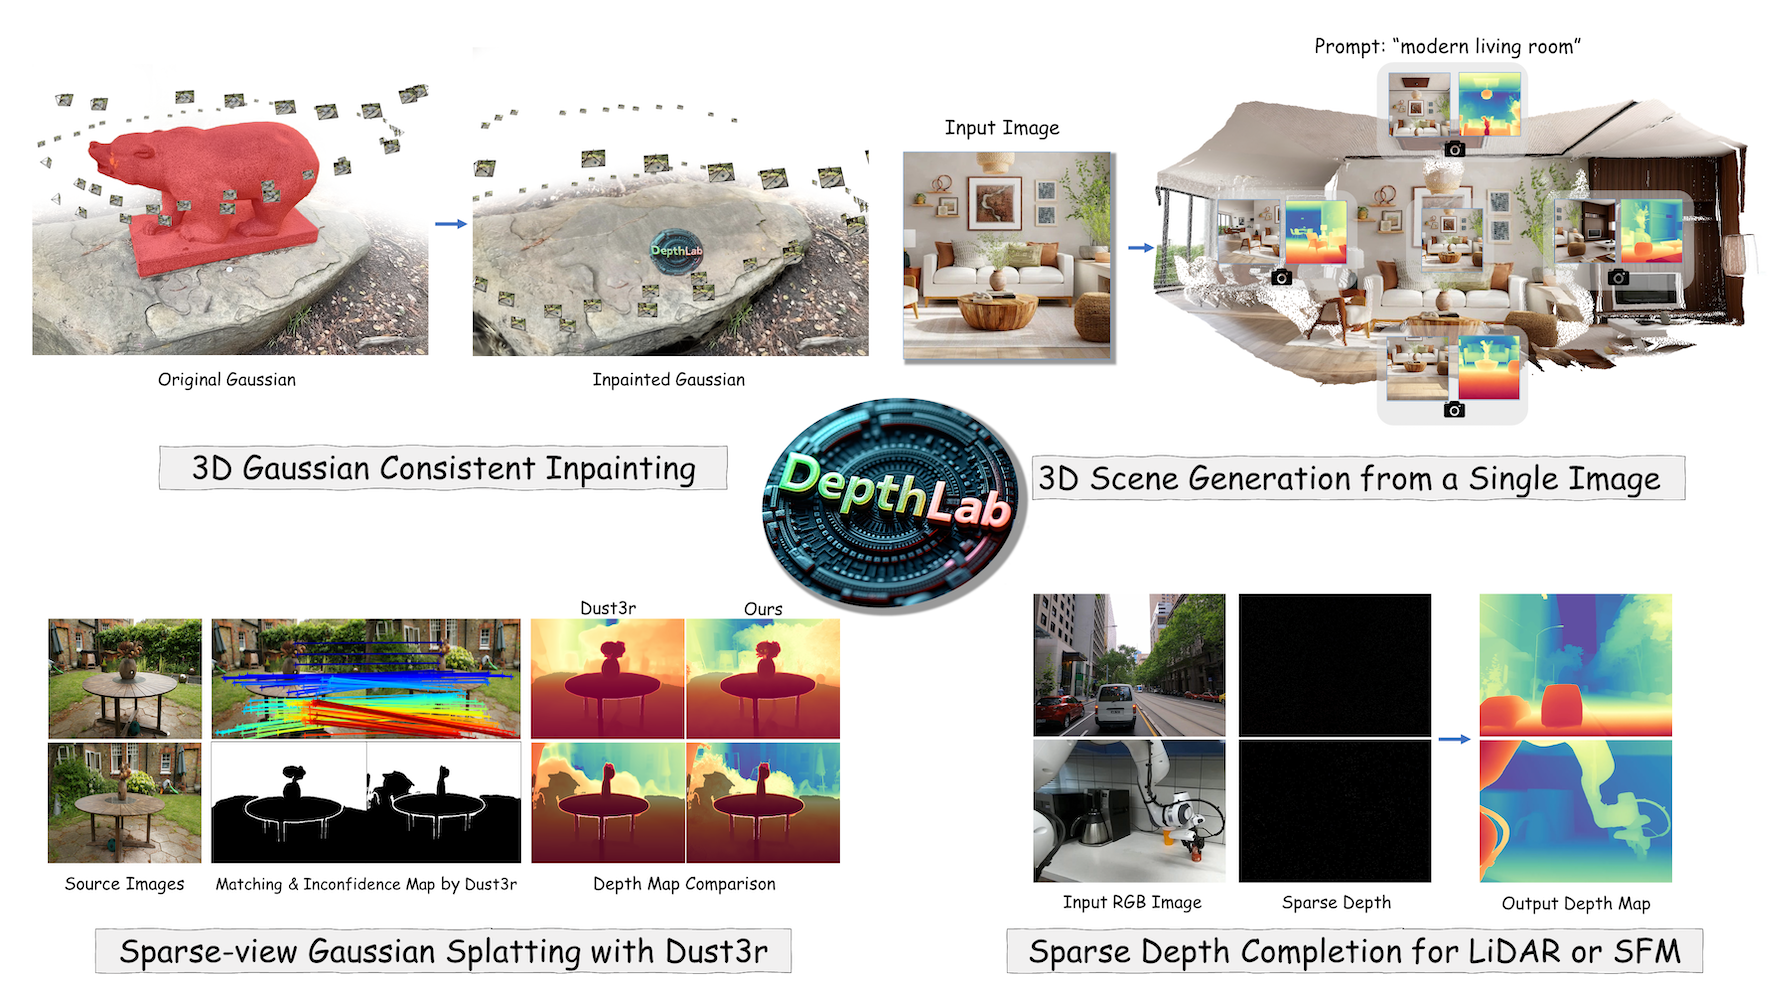 Original Gaussian
DepthLab
Inpainted Gaussian
3D Gaussian Consistent Inpainting
Prompt: “modern living room”
Input Image
3D Scene Generation from a Single Image
DepthLab
Dust3r
Ours
Source Images
Matching & Inconfidence Map by Dust3r
Depth Map Comparison
Sparse-view Gaussian Splatting with Dust3r
Input RGB Image
Sparse Depth
Output Depth Map
Sparse Depth Completion for LiDAR or SFM